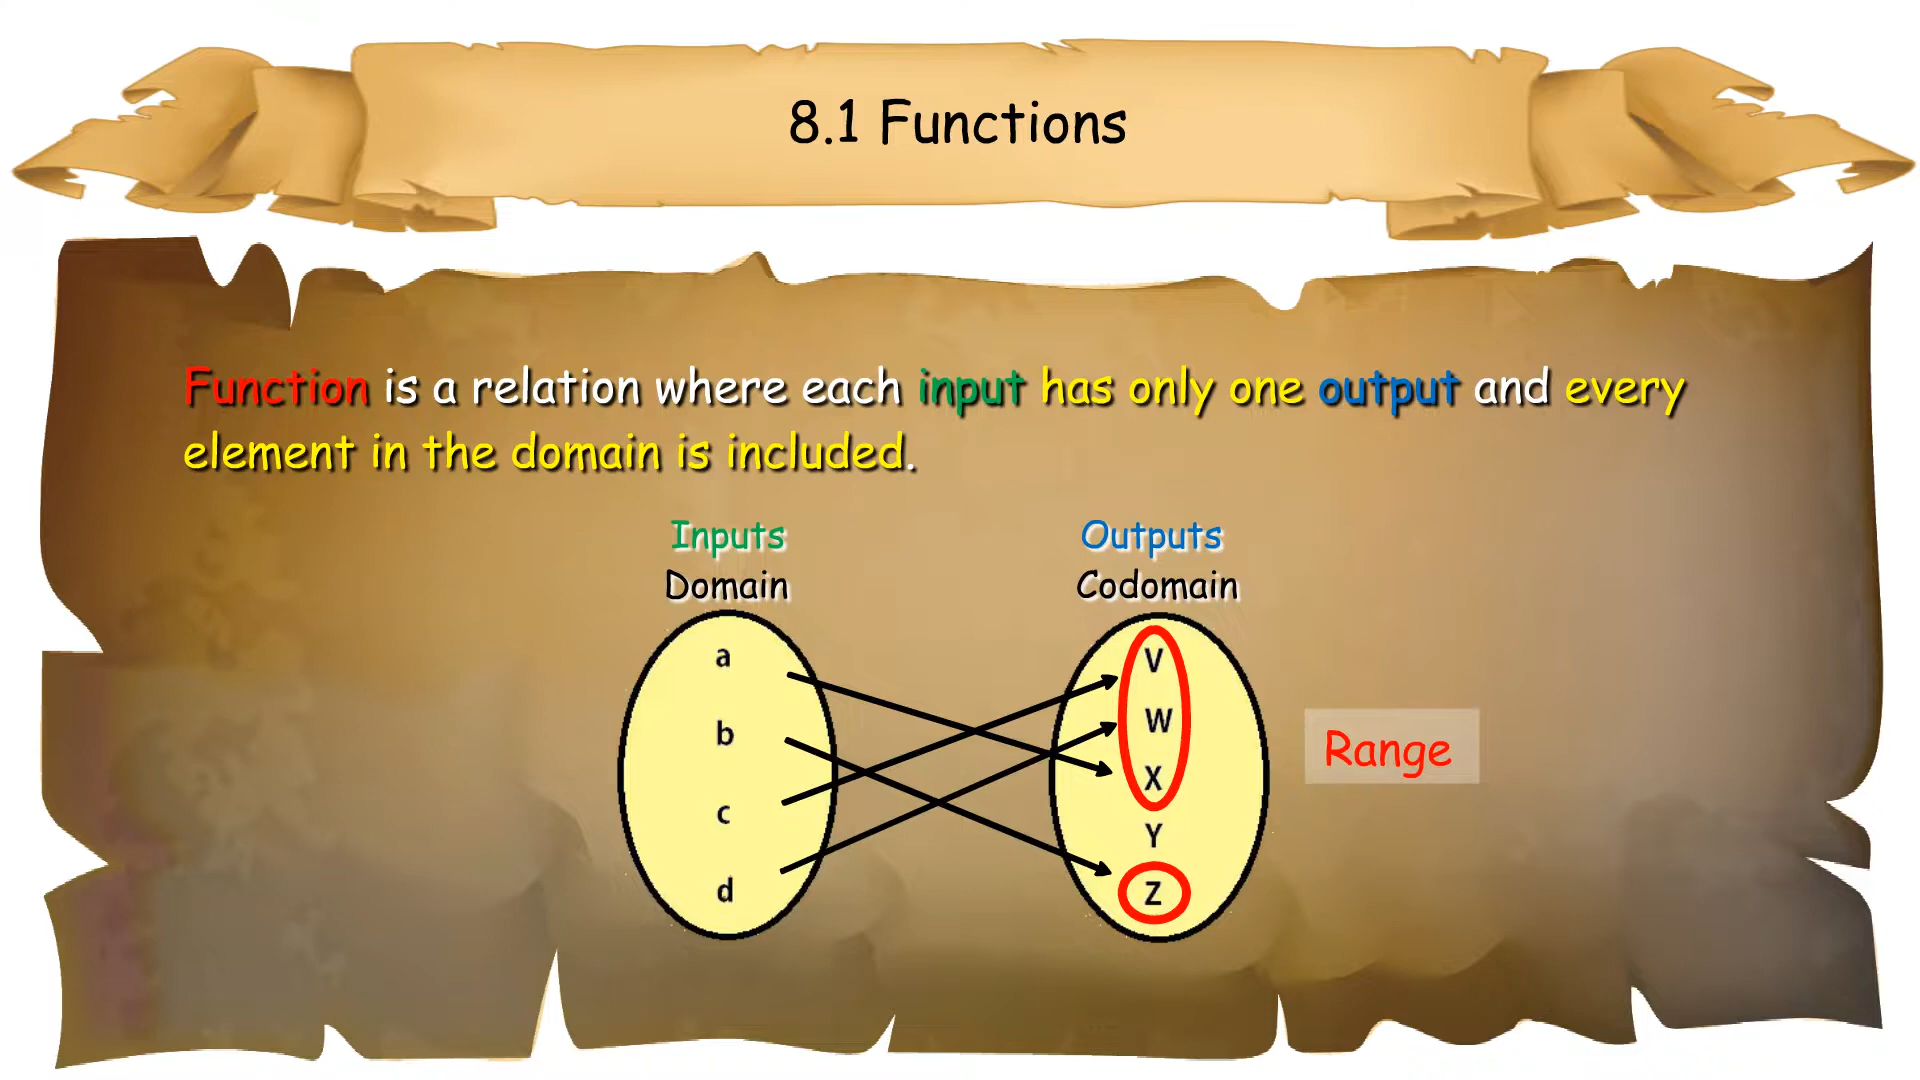 8.1 Functions
Function is a relation where each input has only one output and every
element in the domain is included.
Inputs
Domain
a
b
c
d
Outputs
Codomain
V
W
X
Y
Z
Range